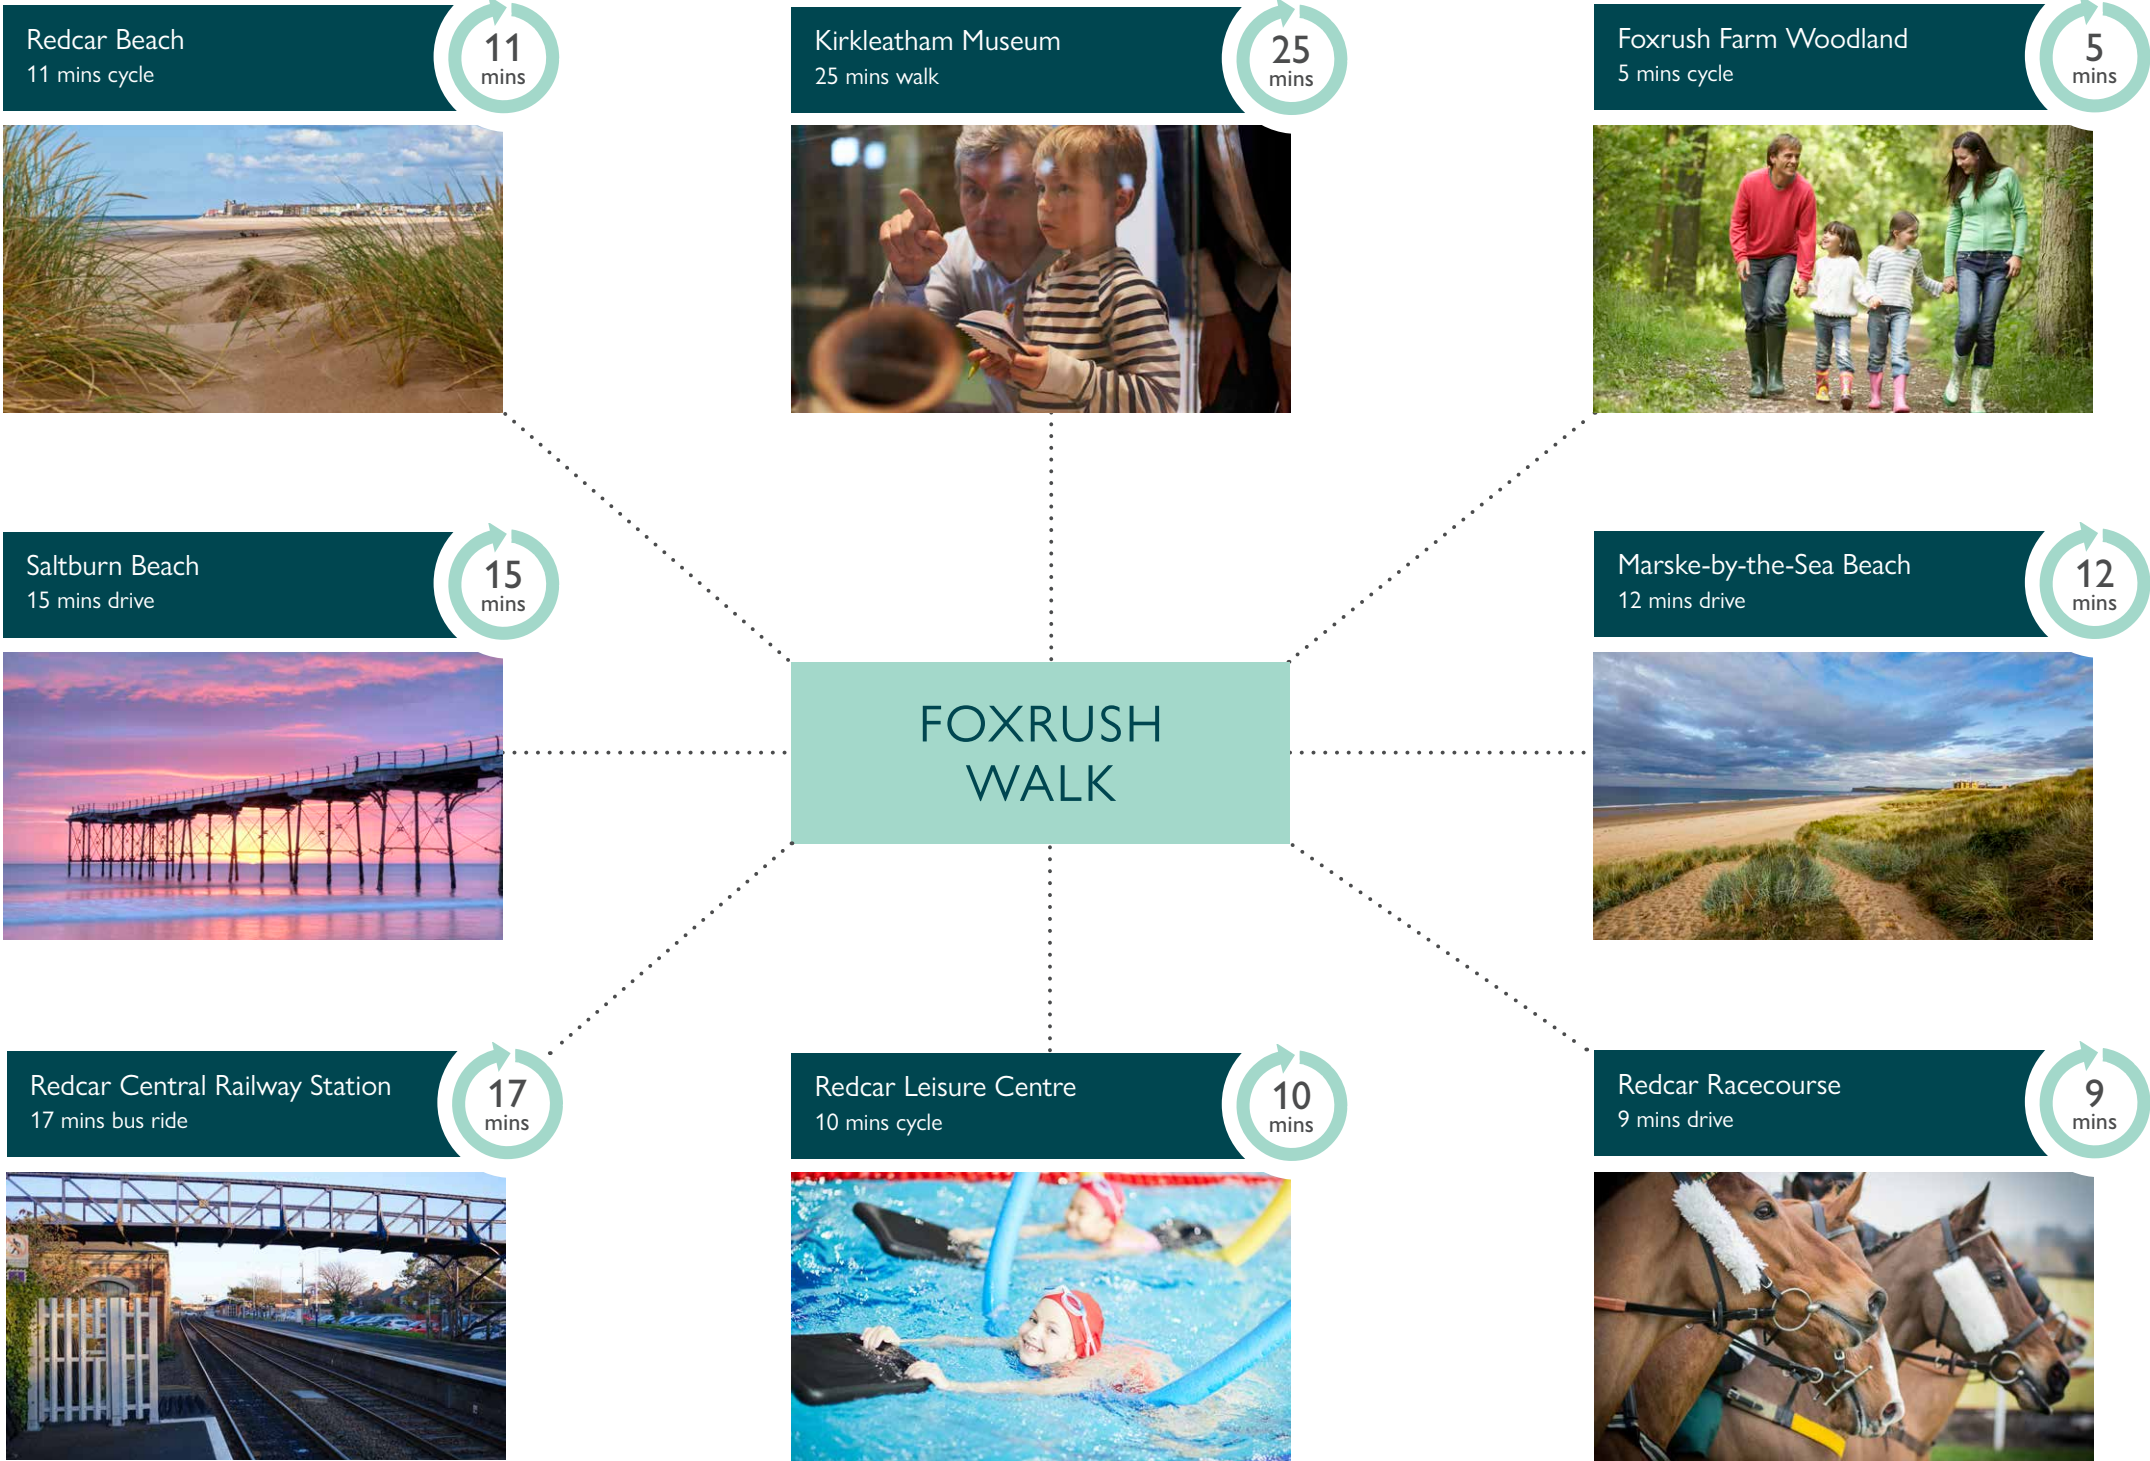 Redcar Beach
11 mins cycle
11
mins
Kirkleatham Museum
25 mins walk
25
mins
Foxrush Farm Woodland
5 mins cycle
5
mins
Saltburn Beach
15 mins drive
15
mins
Marske-by-the-Sea Beach
12 mins drive
12
mins
FOXRUSH
WALK
Redcar Central Railway Station
17 mins bus ride
17
mins
Redcar Leisure Centre
10 mins cycle
10
mins
Redcar Racecourse
9 mins drive
9
mins